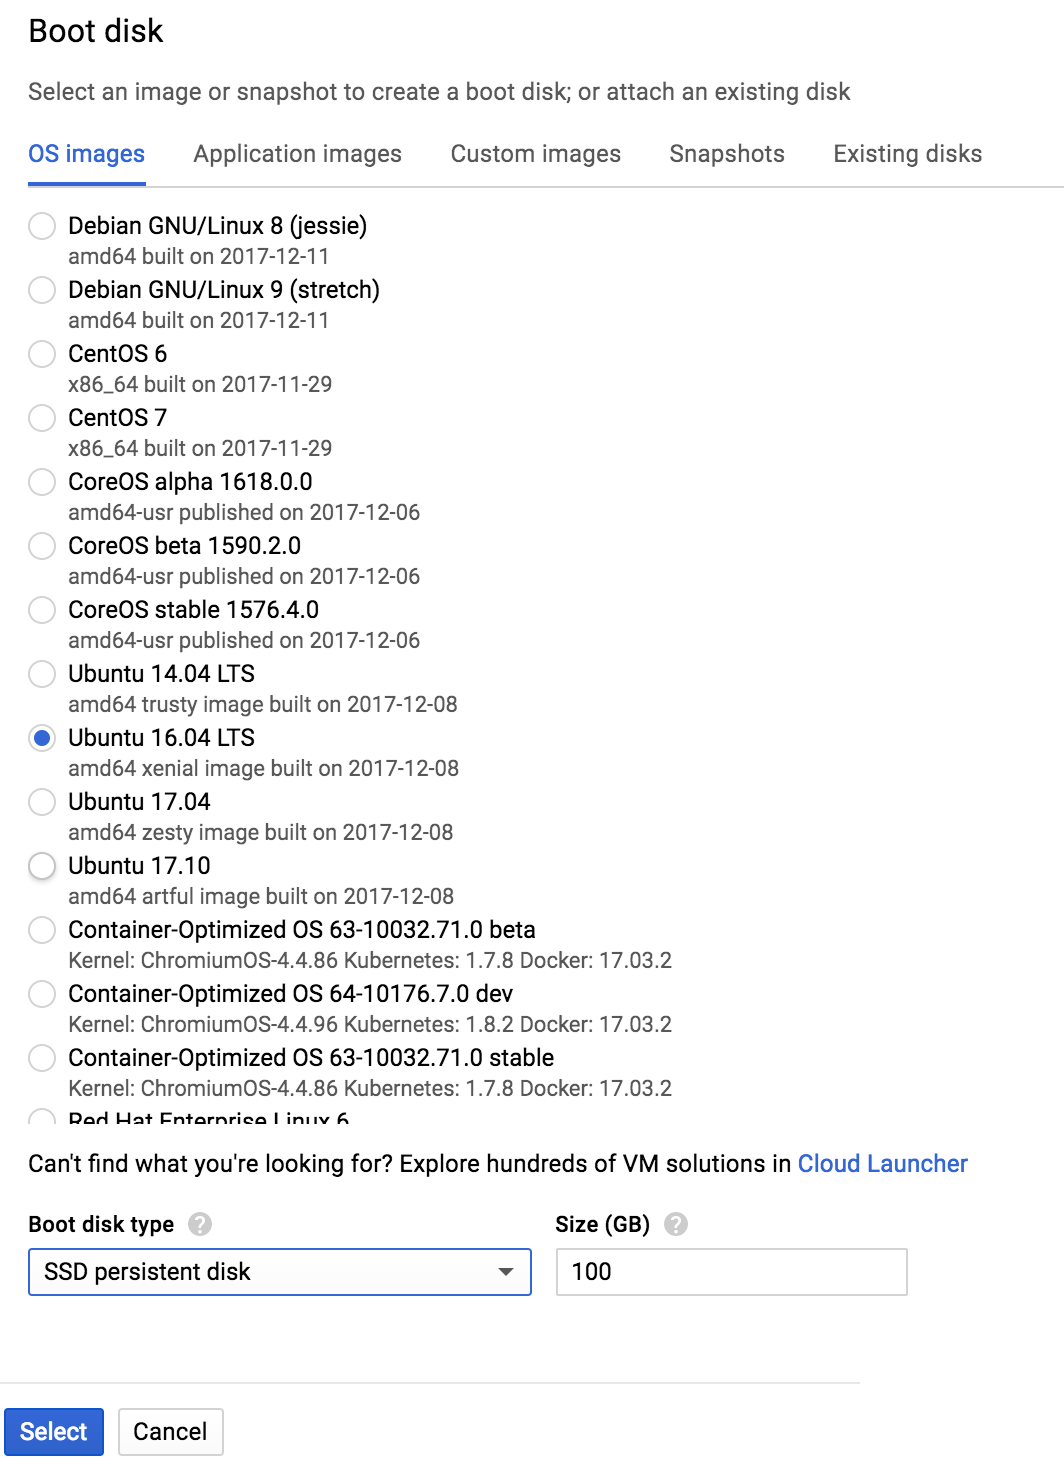 Boot disk
Select an image or snapshot to create a boot disk; or attach an existing disk
OS images Application images Custom images Snapshots Existing disks
Debian GNU/Linux 8 (jessie)
amd64 built on 2017-12-11
Debian GNU/Linux 9 (stretch)
amd64 built on 2017-12-11
CentOS 6
x86_64 built on 2017-11-29
CentOS 7
x86_64 built on 2017-11-29
CoreOS alpha 1618.0.0
amd64-usr published on 2017-12-06
CoreOS beta 1590.2.0
amd64-usr published on 2017-12-06
CoreOS stable 1576.4.0
amd64-usr published on 2017-12-06
Ubuntu 14.04 LTS
amd64 trusty image built on 2017-12-08
Ubuntu 16.04 LTS
amd64 xenial image built on 2017-12-08
Ubuntu 17.04
amd64 zesty image built on 2017-12-08
Ubuntu 17.10
amd64 artful image built on 2017-12-08
Container-Optimized OS 63-10032.71.0 beta
Kernel: ChromiumOS-4.4.86 Kubernetes: 1.7.8 Docker: 17.03.2
Container-Optimized OS 64-10176.7.0 dev
Kernel: ChromiumOS-4.4.96 Kubernetes: 1.8.2 Docker: 17.03.2
Container-Optimized OS 63-10032.71.0 stable
Kernel: ChromiumOS-4.4.86 Kubernetes: 1.7.8 Docker: 17.03.2
Red Hat Enterprise Linux 6
Can't find what you're looking for? Explore hundreds of VM solutions in Cloud Launcher
Boot disk type ? Size (GB) ?
SSD persistent disk 100
Select Cancel